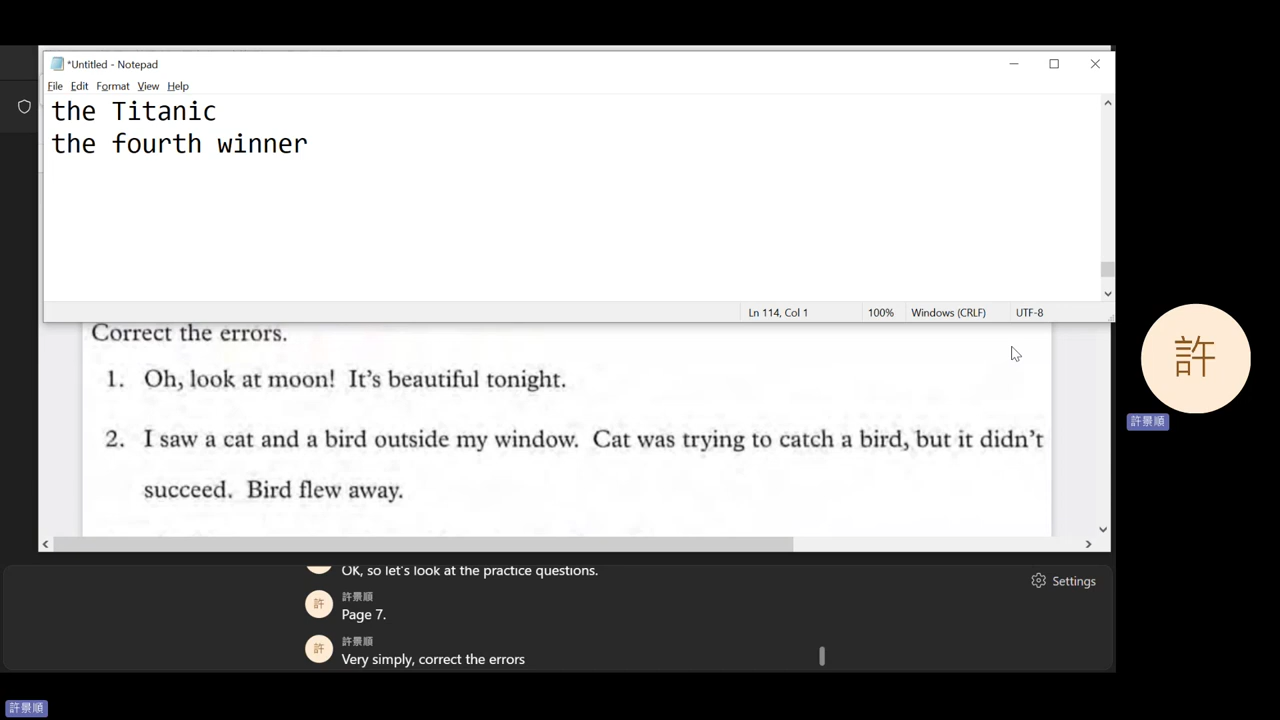 *Untitled - Notepad
File Edit Format View Help
the Titanic
the fourth winner
Ln 114, Col 1 100% Windows (CRLF) UTF-8
Correct the errors.
1. Oh, look at moon! It's beautiful tonight.
2. I saw a cat and a bird outside my window. Cat was trying to catch a bird, but it didn't
succeed. Bird flew away.
許
許景順
OK, so let's look at the practice questions.
許 許景順
Page 7.
許 許景順
Very simply, correct the errors
Settings
許景順